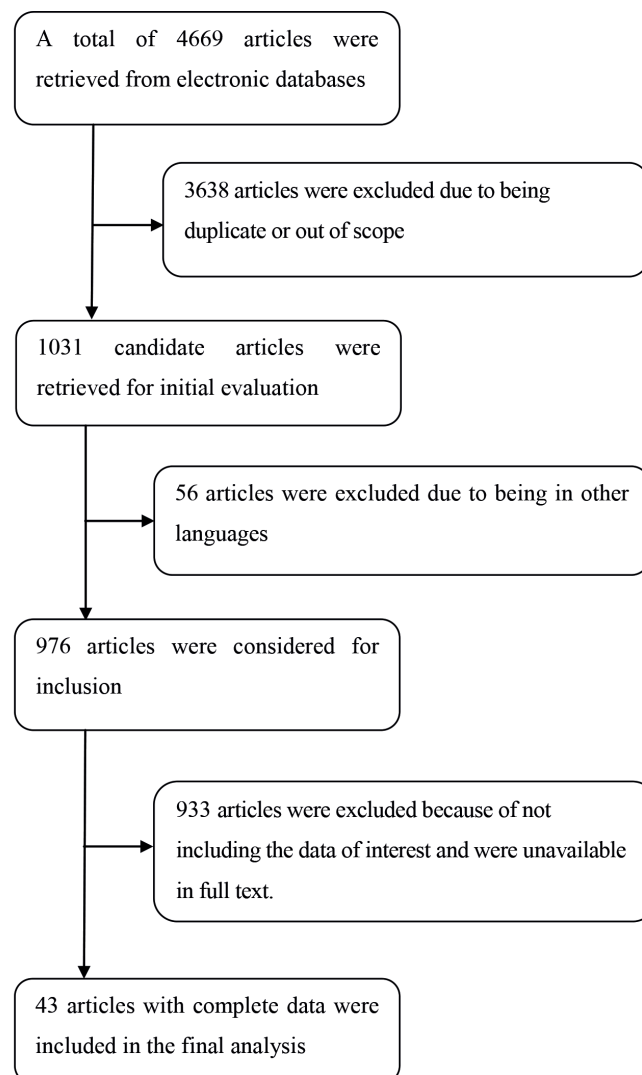 A total of 4669 articles were
retrieved from electronic databases
3638 articles were excluded due to being
duplicate or out of scope
1031 candidate articles were
retrieved for initial evaluation
56 articles were excluded due to being in other
languages
976 articles were considered for
inclusion
933 articles were excluded because of not
including the data of interest and were unavailable
in full text.
43 articles with complete data were
included in the final analysis